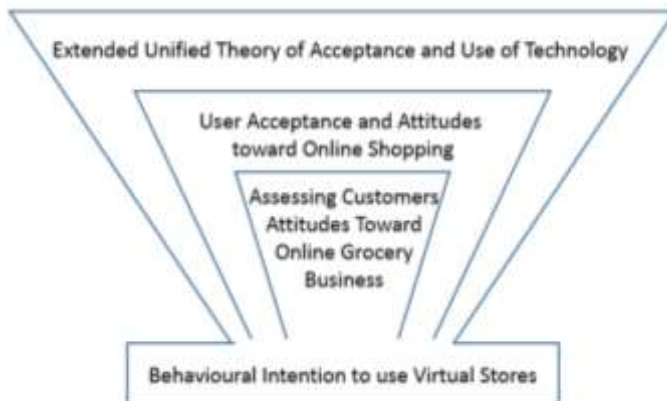 Extended Unified Theory of Acceptance and Use of Technology
User Acceptance and Attitudes
toward Online Shopping
Assessing Customers
Attitudes Toward
Online Grocery
Business
Behavioural Intention to use Virtual Stores